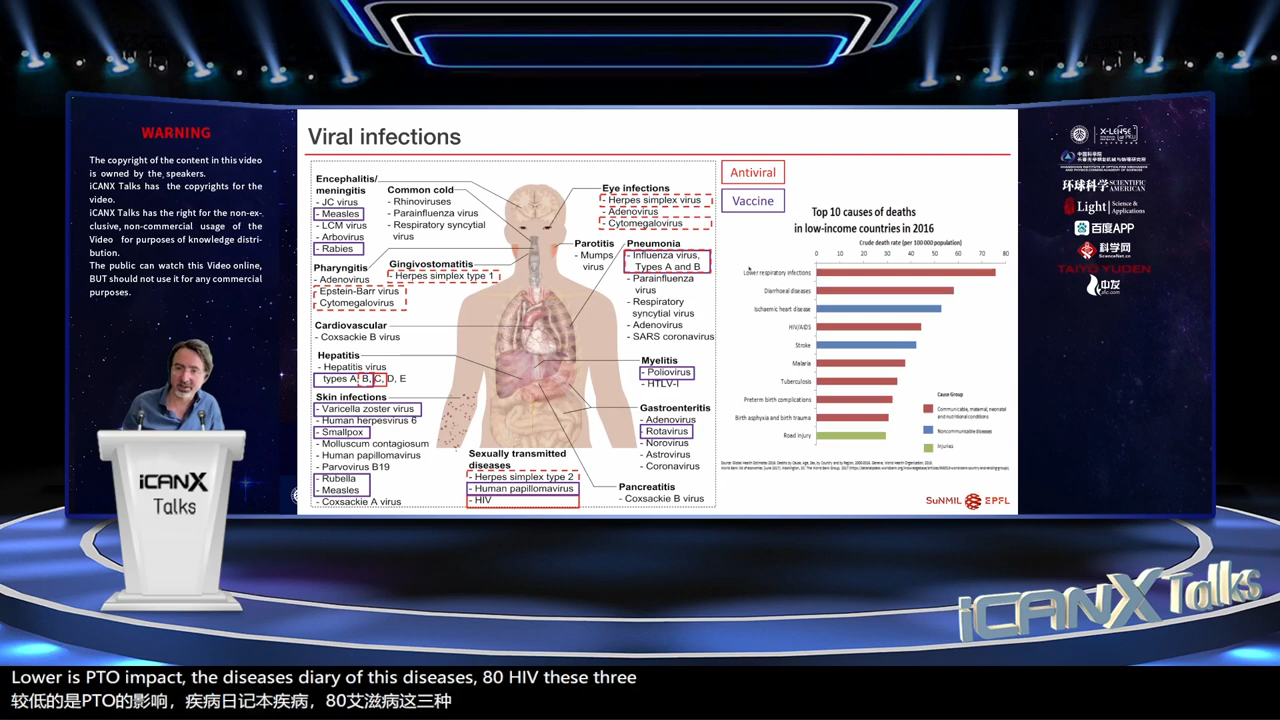 WARNING
The copyright of the content in this video
is owned by the speakers.
iCANX Talks has the copyrights for the
video.
iCANX Talks has the right for the non-ex-
clusive, non-commercial usage of the
Video for purposes of knowledge distri-
bution.
The public can watch this Video online,
BUT should not use it for any commercial
purposes.
iCANX
Talks
Viral infections
Encephalitis/
meningitis
- JC virus
- Measles
- LCM virus
- Arbovirus
- Rabies
Common cold
- Rhinoviruses
- Parainfluenza virus
- Respiratory syncytial
virus
Pharyngitis
- Adenovirus
- Epstein-Barr virus
- Cytomegalovirus
Gingivostomatitis
- Herpes simplex type 1
Cardiovascular
- Coxsackie B virus
Hepatitis
- Hepatitis virus
types A, B, C, D, E
Skin infections
- Varicella zoster virus
- Human herpesvirus 6
- Smallpox
- Molluscum contagiosum
- Human papillomavirus
- Parvovirus B19
- Rubella
- Measles
- Coxsackie A virus
Sexually transmitted
diseases
- Herpes simplex type 2
- Human papillomavirus
- HIV
Eye infections
- Herpes simplex virus
- Adenovirus
- Cytomegalovirus
Parotitis
- Mumps
virus
Pneumonia
- Influenza virus,
Types A and B
- Parainfluenza
virus
- Respiratory
syncytial virus
- Adenovirus
- SARS coronavirus
Myelitis
- Poliovirus
- HTLV-I
Gastroenteritis
- Adenovirus
- Rotavirus
- Norovirus
- Astrovirus
- Coronavirus
Pancreatitis
- Coxsackie B virus
Antiviral
Vaccine
Top 10 causes of deaths
in low-income countries in 2016
Crude death rate (per 100 000 population)
0 10 20 30 40 50 60 70 80
Lower respiratory infections
Diarrhoeal diseases
Ischaemic heart disease
HIV/AIDS
Stroke
Malaria
Tuberculosis
Preterm birth complications
Birth asphyxia and birth trauma
Road injury
Cause Group
Communicable, maternal, neonatal
and nutritional conditions
Noncommunicable diseases
Injuries
SuNMIL EPFL
X-LENSE
环球科学 SCIENTIFIC AMERICAN
Light Science & Applications
百度APP
科学网
ScienceNet.cn
TAIYO YUDEN
中友
iCANX Talks
Lower is PTO impact, the diseases diary of this diseases, 80 HIV these three
较低的是PTO的影响，疾病日记本疾病，80艾滋病这三种